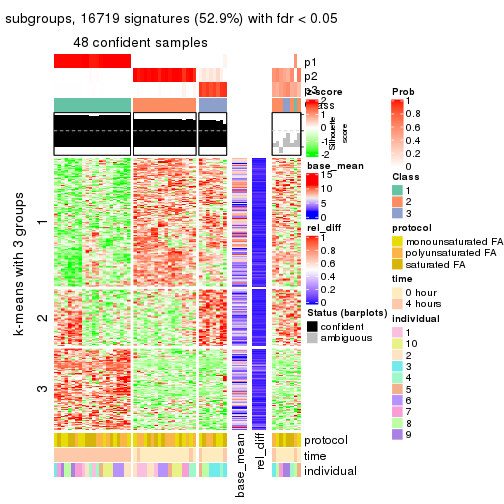 subgroups, 16719 signatures (52.9%) with fdr < 0.05
48 confident samples
p1
p2
p3
z-score
Class
2
1
0
-1
-2
Silhouette
score
k-means with 3 groups
1
2
3
base_mean
15
10
5
0
rel_diff
1
0.8
0.6
0.4
0.2
0
Status (barplots)
confident
ambiguous
Prob
1
0.8
0.6
0.4
0.2
0
Class
1
2
3
protocol
monounsaturated FA
polyunsaturated FA
saturated FA
time
0 hour
4 hours
individual
1
10
2
3
4
5
6
7
8
9
protocol
time
individual
base_mean
rel_diff